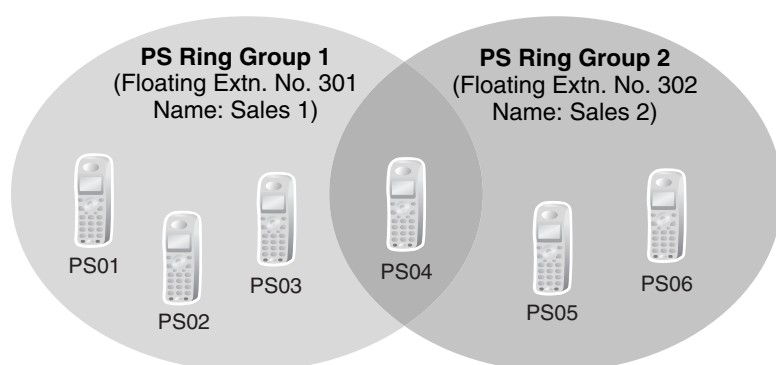 PS Ring Group 1
(Floating Extn. No. 301
Name: Sales 1)
PS Ring Group 2
(Floating Extn. No. 302
Name: Sales 2)
PS01
PS02
PS03
PS04
PS05
PS06